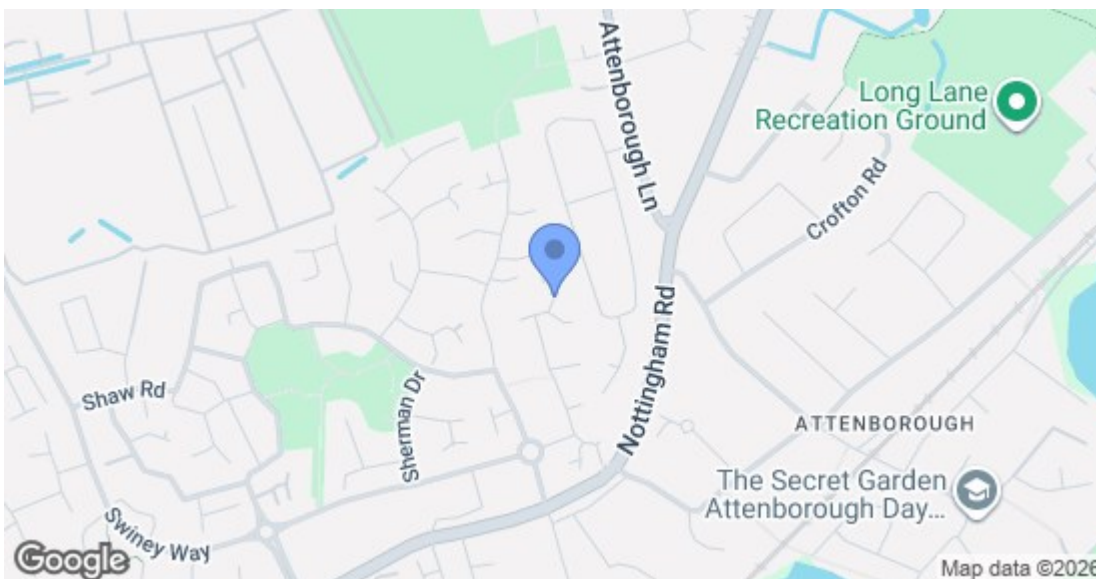 Attenborough Ln
Long Lane
Recreation Ground
Crofton Rd
Nottingham Rd
Shaw Rd
Sherman Dr
ATTENBOROUGH
The Secret Garden
Attenborough Day...
Swiney Way
Google
Map data ©2026